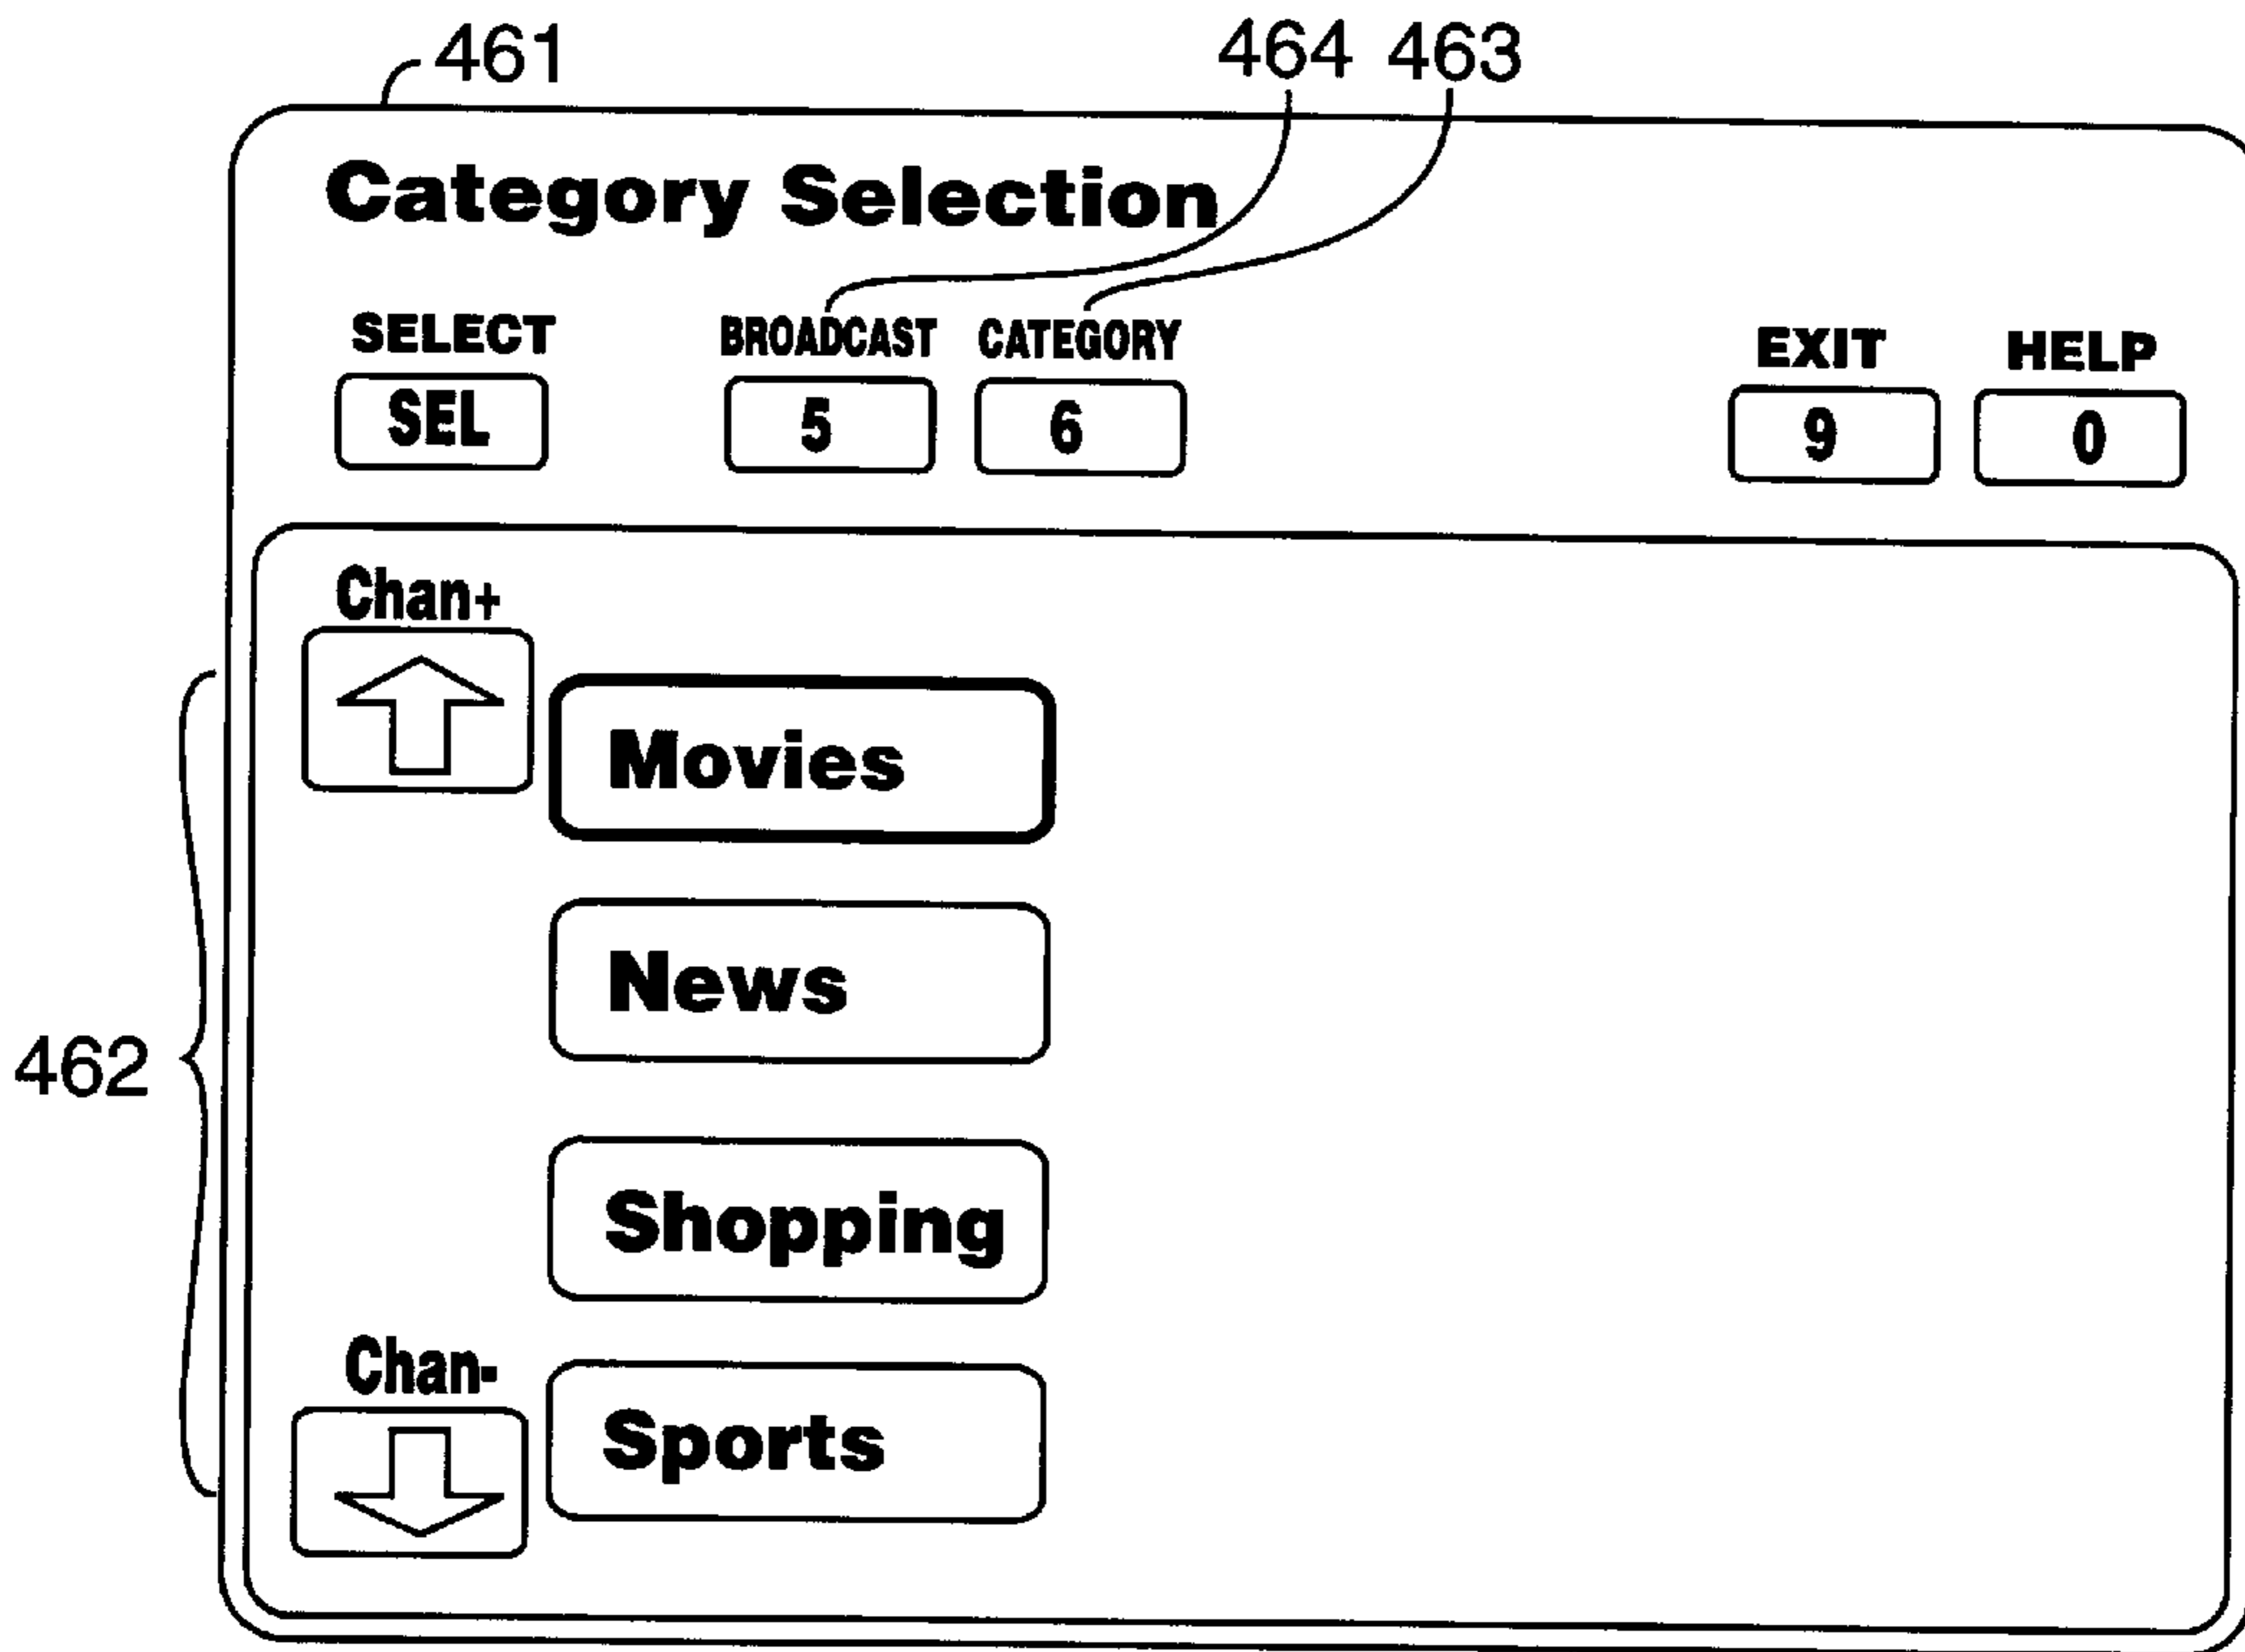 461 464 463
Category Selection
SELECT BROADCAST CATEGORY EXIT HELP
SEL 5 6 9 0
Chan+
Movies
News
462
Shopping
Chan-
Sports